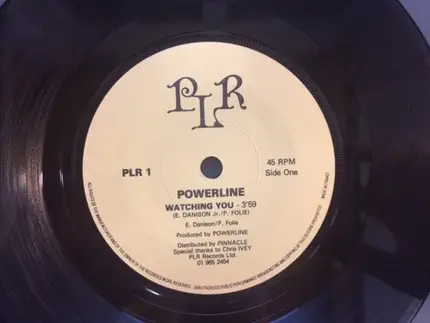 PLR
PLR 1
45 RPM
Side One
POWERLINE
WATCHING YOU - 3'59
(E. DANISON Jr./P. FOLIE)
E. Danison/P. Folie
Produced by POWERLINE
Distributed by PINNACLE
Special thanks to Chris IVEY
PLR Records Ltd.
01 965 2454